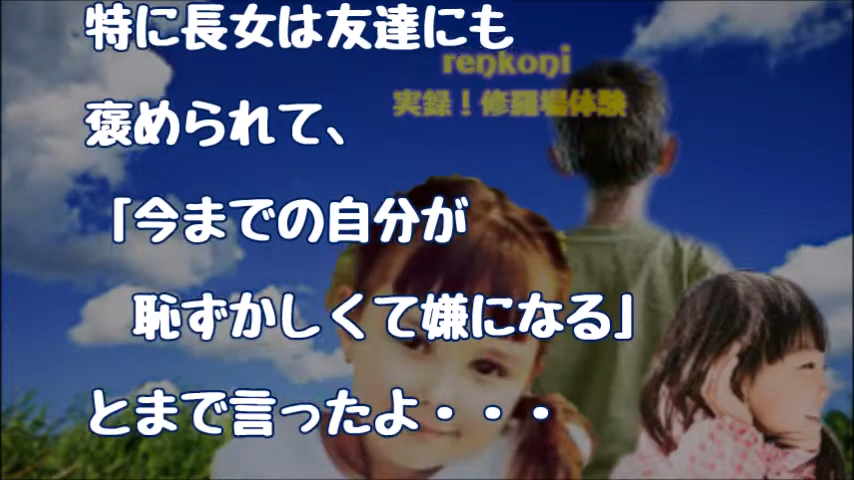 特に長女は友達にも
renkoni
実録！修羅場体験
褒められて、
「今までの自分が
恥ずかしくて嫌になる」
とまで言ったよ・・・